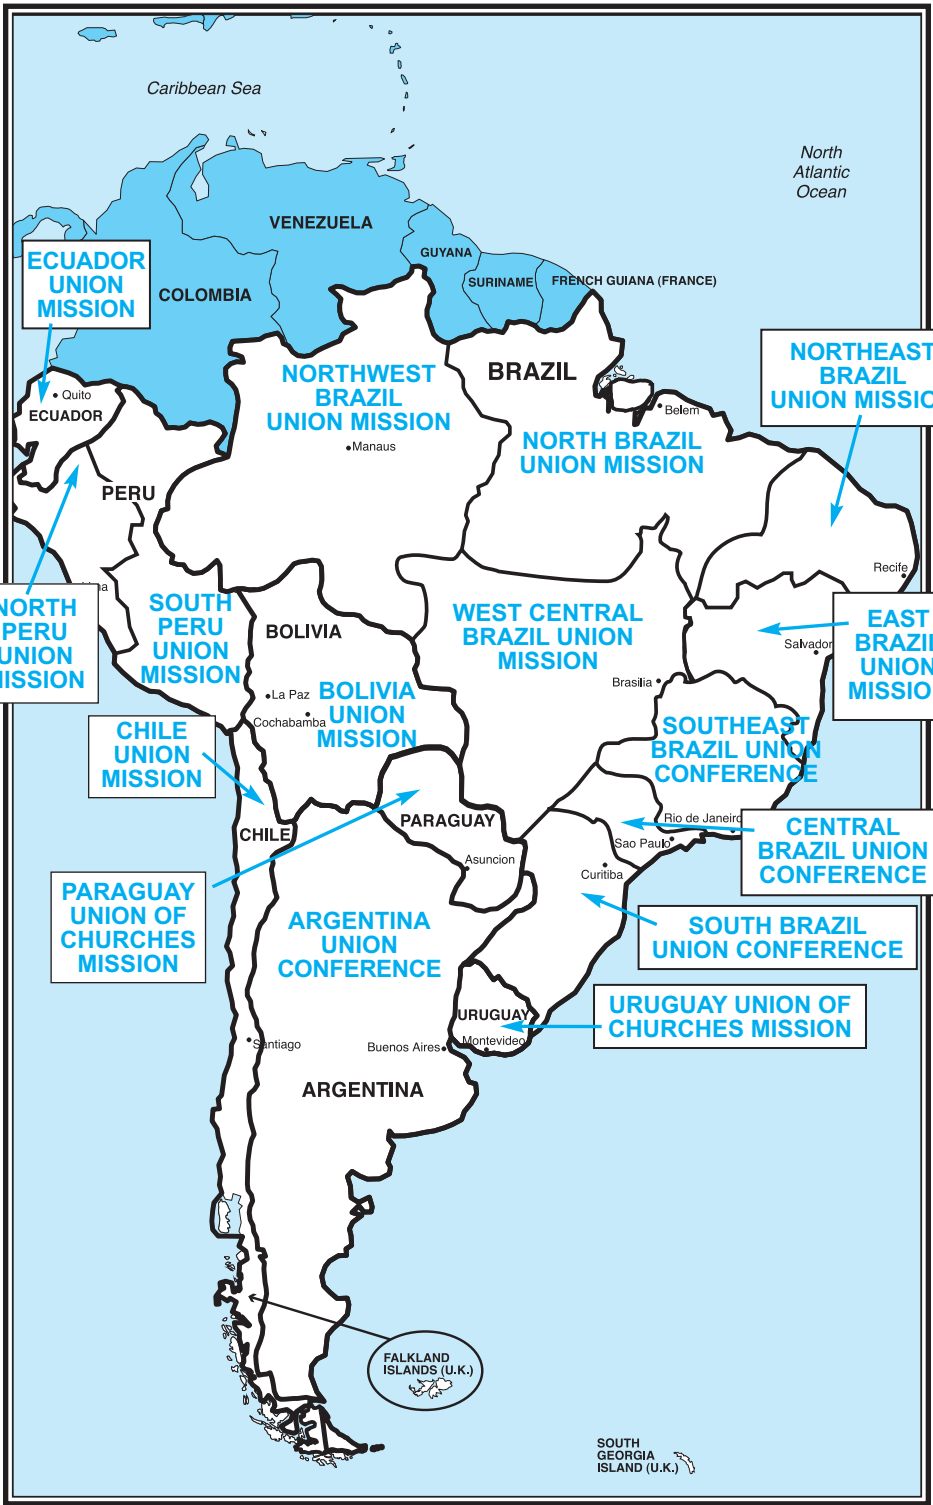 Caribbean Sea
North
Atlantic
Ocean
VENEZUELA
GUYANA
SURINAME
FRENCH GUIANA (FRANCE)
COLOMBIA
ECUADOR
UNION
MISSION
Quito
ECUADOR
NORTHWEST
BRAZIL
UNION MISSION
Manaus
BRAZIL
Belem
NORTH BRAZIL
UNION MISSION
NORTHEAST
BRAZIL
UNION MISSIO
PERU
Recife
NORTH
PERU
UNION
MISSION
SOUTH
PERU
UNION
MISSION
BOLIVIA
La Paz
Cochabamba
BOLIVIA
UNION
MISSION
WEST CENTRAL
BRAZIL UNION
MISSION
Brasilia
Salvador
EAST
BRAZIL
UNION
MISSIO
SOUTHEAST
BRAZIL UNION
CONFERENCE
CHILE
UNION
MISSION
CHILE
PARAGUAY
Asuncion
Rio de Janeiro
Sao Paulo
Curitiba
CENTRAL
BRAZIL UNION
CONFERENCE
PARAGUAY
UNION OF
CHURCHES
MISSION
ARGENTINA
UNION
CONFERENCE
SOUTH BRAZIL
UNION CONFERENCE
URUGUAY
Montevideo
URUGUAY UNION OF
CHURCHES MISSION
Santiago
Buenos Aires
ARGENTINA
FALKLAND
ISLANDS (U.K.)
SOUTH
GEORGIA
ISLAND (U.K.)